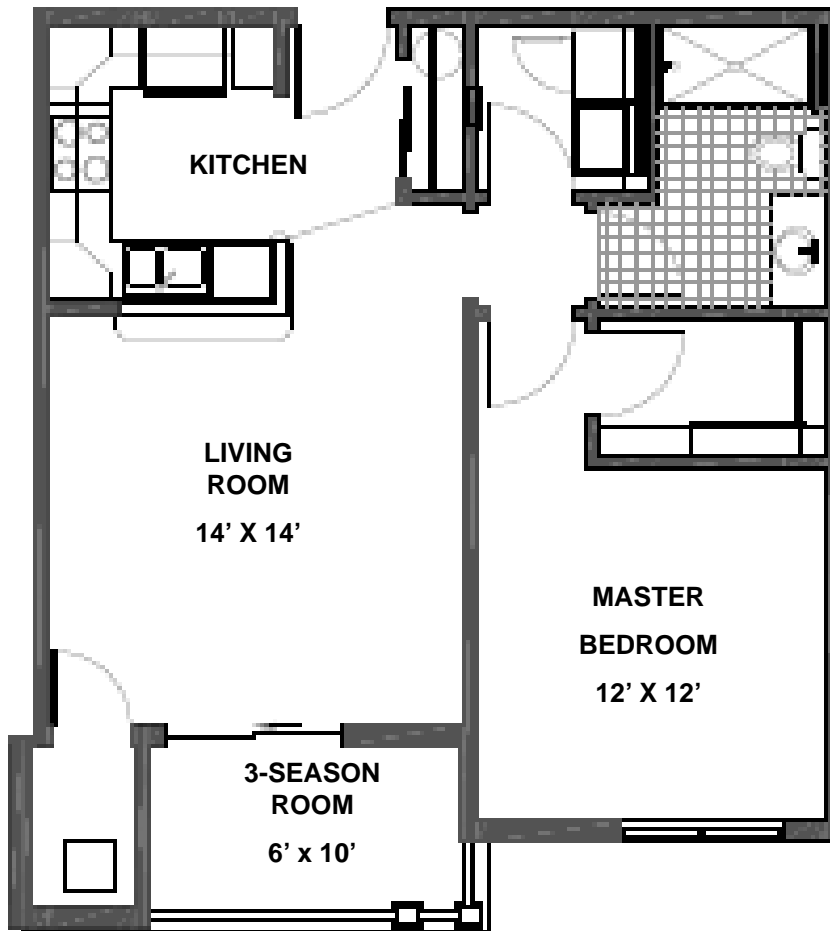 KITCHEN
LIVING
ROOM
14’ X 14’
MASTER
BEDROOM
12’ X 12’
3-SEASON
ROOM
6’ x 10’